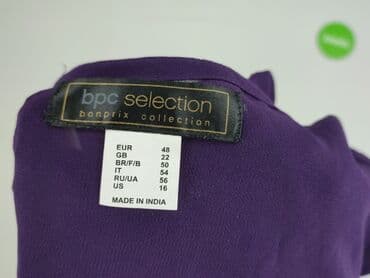 bpc selection
bonprix collection
EUR 48
GB 22
BR/F/B 50
IT 54
RU/UA 56
US 16
MADE IN INDIA